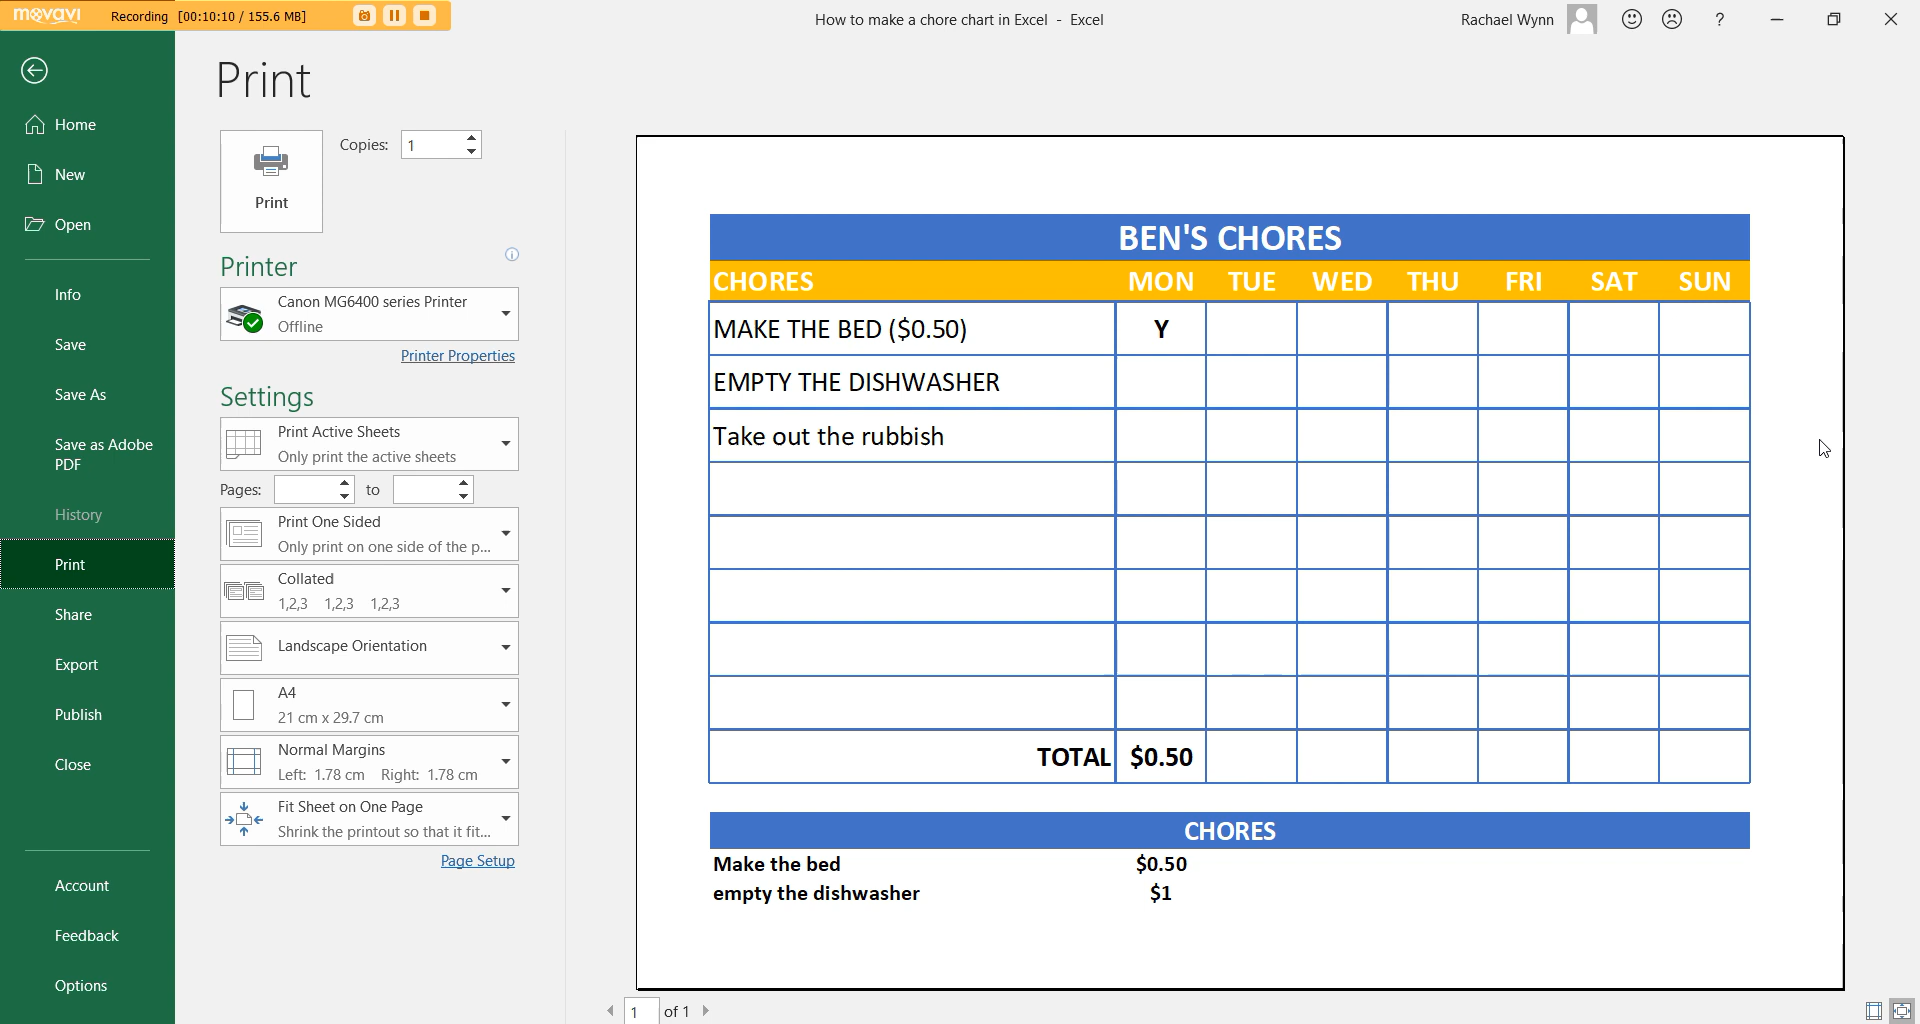 movavi Recording [00:10:10 / 155.6 MB]
How to make a chore chart in Excel - Excel
Rachael Wynn
?
Home
New
Open
Info
Save
Save As
Save as Adobe
PDF
History
Print
Share
Export
Publish
Close
Account
Feedback
Options
Print
Print
Copies: 1
Printer
Canon MG6400 series Printer
Offline
Printer Properties
Settings
Print Active Sheets
Only print the active sheets
Pages: to
Print One Sided
Only print on one side of the p...
Collated
1,2,3 1,2,3 1,2,3
Landscape Orientation
A4
21 cm x 29.7 cm
Normal Margins
Left: 1.78 cm Right: 1.78 cm
Fit Sheet on One Page
Shrink the printout so that it fit...
Page Setup
BEN'S CHORES
CHORES MON TUE WED THU FRI SAT SUN
MAKE THE BED ($0.50) Y
EMPTY THE DISHWASHER
Take out the rubbish
TOTAL $0.50
CHORES
Make the bed $0.50
empty the dishwasher $1
1 of 1